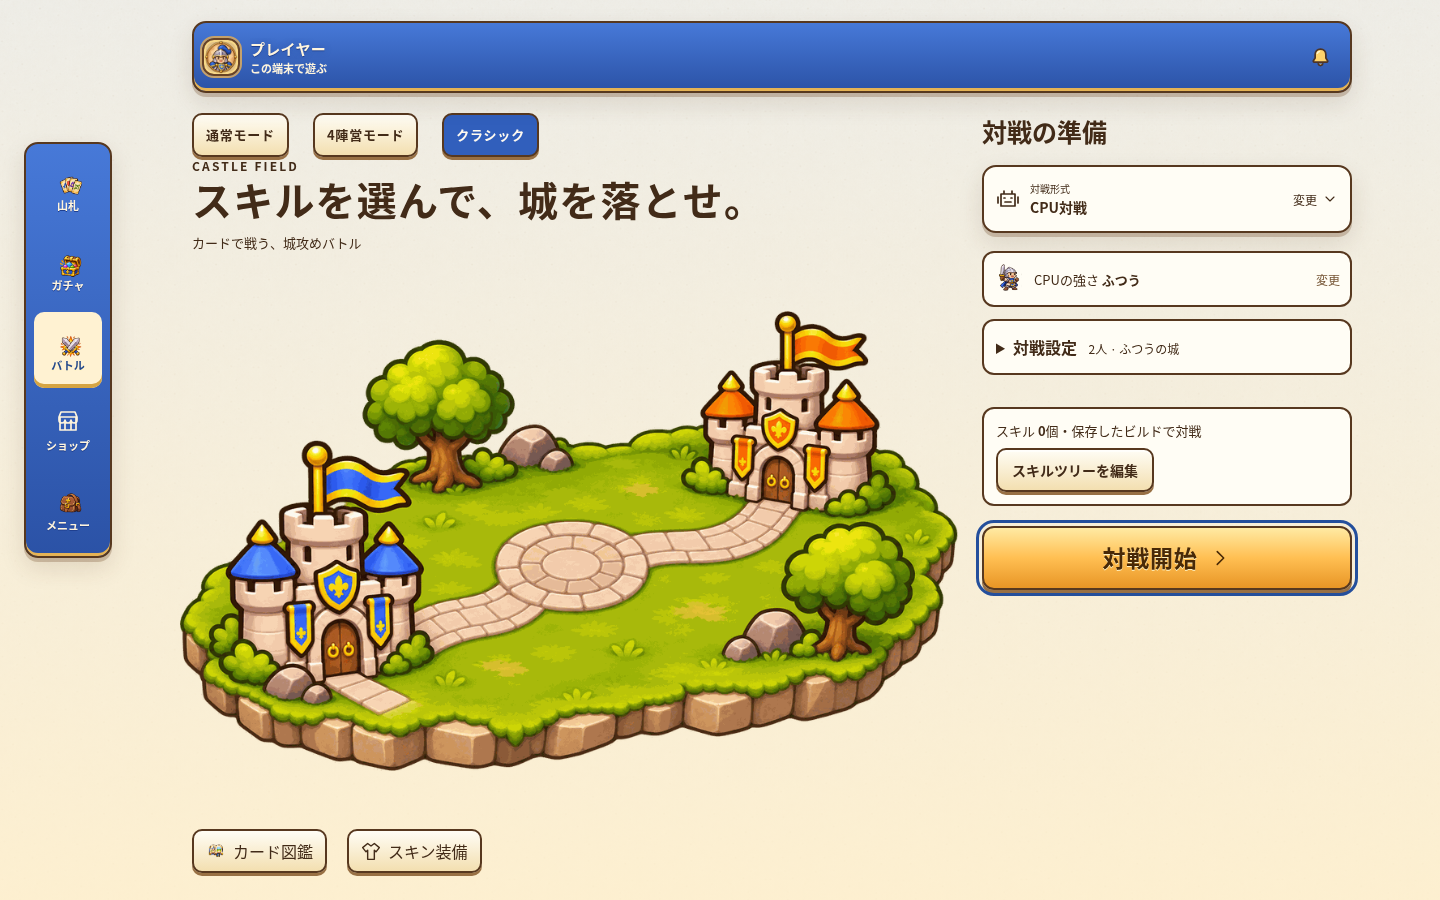 プレイヤー
この端末で遊ぶ
山札
ガチャ
バトル
ショップ
メニュー
通常モード
4陣営モード
クラシック
CASTLE FIELD
スキルを選んで、城を落とせ。
カードで戦う、城攻めバトル
カード図鑑
スキン装備
対戦の準備
対戦形式
CPU対戦
変更
CPUの強さ ふつう
変更
対戦設定 2人・ふつうの城
スキル 0個・保存したビルドで対戦
スキルツリーを編集
対戦開始